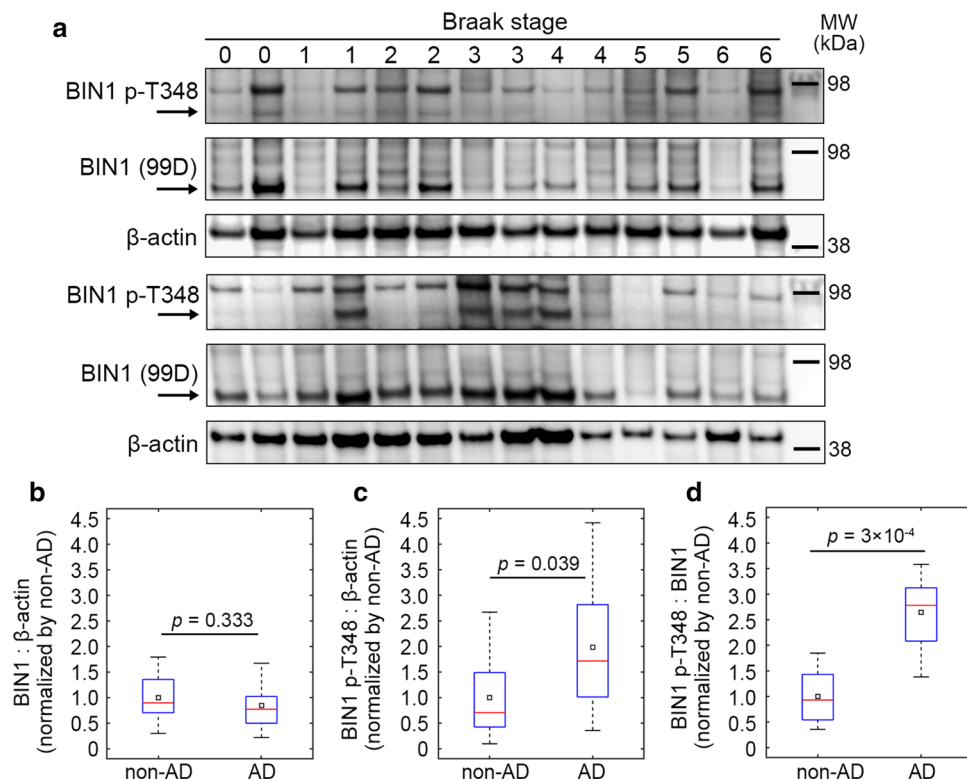 a
Braak stage
MW
(kDa)
0 0 1 1 2 2 3 3 4 4 5 5 6 6
BIN1 p-T348
98
BIN1 (99D)
98
β-actin
38
BIN1 p-T348
98
BIN1 (99D)
98
β-actin
38
b
BIN1 : β-actin
(normalized by non-AD)
4.5
4.0
3.5
3.0
2.5
2.0
1.5
1.0
0.5
0
p = 0.333
non-AD AD
c
BIN1 p-T348 : β-actin
(normalized by non-AD)
4.5
4.0
3.5
3.0
2.5
2.0
1.5
1.0
0.5
0
p = 0.039
non-AD AD
d
BIN1 p-T348 : BIN1
(normalized by non-AD)
4.5
4.0
3.5
3.0
2.5
2.0
1.5
1.0
0.5
0
p = 3×10⁻⁴
non-AD AD